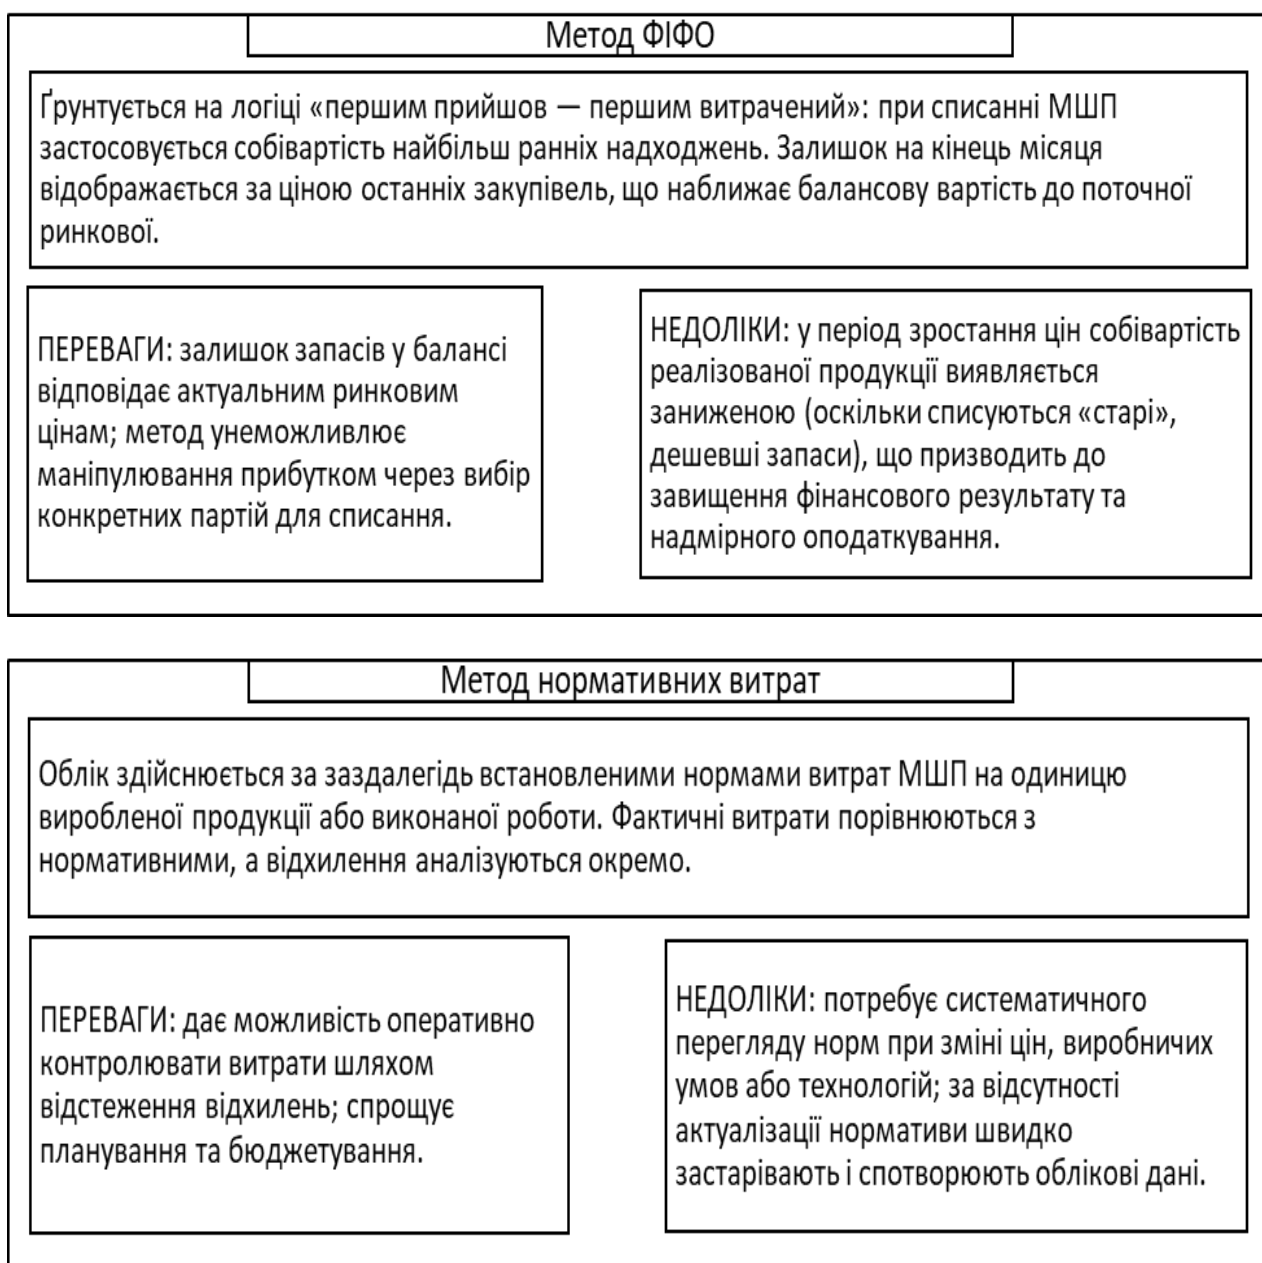 Метод ФІФО
Ґрунтується на логіці «першим прийшов — першим витрачений»: при списанні МШП
застосовується собівартість найбільш ранніх надходжень. Залишок на кінець місяця
відображається за ціною останніх закупівель, що наближає балансову вартість до поточної
ринкової.
ПЕРЕВАГИ: залишок запасів у балансі
відповідає актуальним ринковим
цінам; метод унеможливлює
маніпулювання прибутком через вибір
конкретних партій для списання.
НЕДОЛІКИ: у період зростання цін собівартість
реалізованої продукції виявляється
заниженою (оскільки списуються «старі»,
дешевші запаси), що призводить до
завищення фінансового результату та
надмірного оподаткування.
Метод нормативних витрат
Облік здійснюється за заздалегідь встановленими нормами витрат МШП на одиницю
виробленої продукції або виконаної роботи. Фактичні витрати порівнюються з
нормативними, а відхилення аналізуються окремо.
ПЕРЕВАГИ: дає можливість оперативно
контролювати витрати шляхом
відстеження відхилень; спрощує
планування та бюджетування.
НЕДОЛІКИ: потребує систематичного
перегляду норм при зміні цін, виробничих
умов або технологій; за відсутності
актуалізації нормативи швидко
застарівають і спотворюють облікові дані.